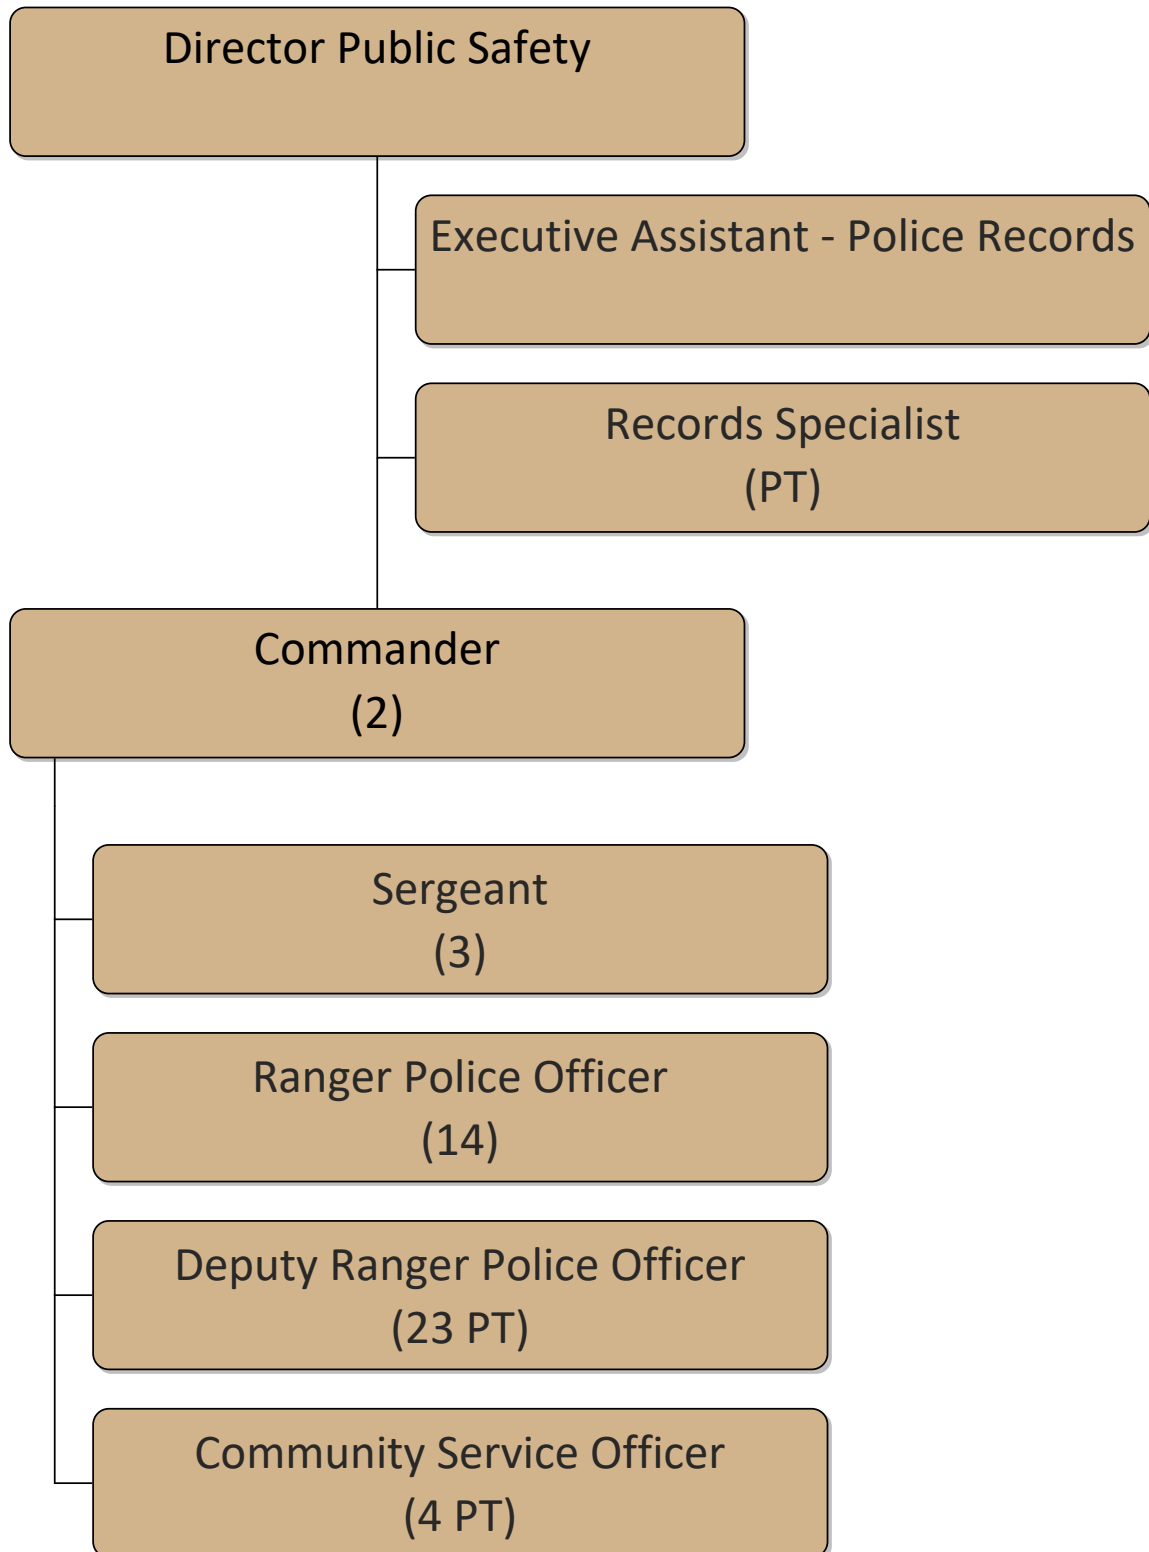 Director Public Safety
Executive Assistant - Police Records
Records Specialist
(PT)
Commander
(2)
Sergeant
(3)
Ranger Police Officer
(14)
Deputy Ranger Police Officer
(23 PT)
Community Service Officer
(4 PT)